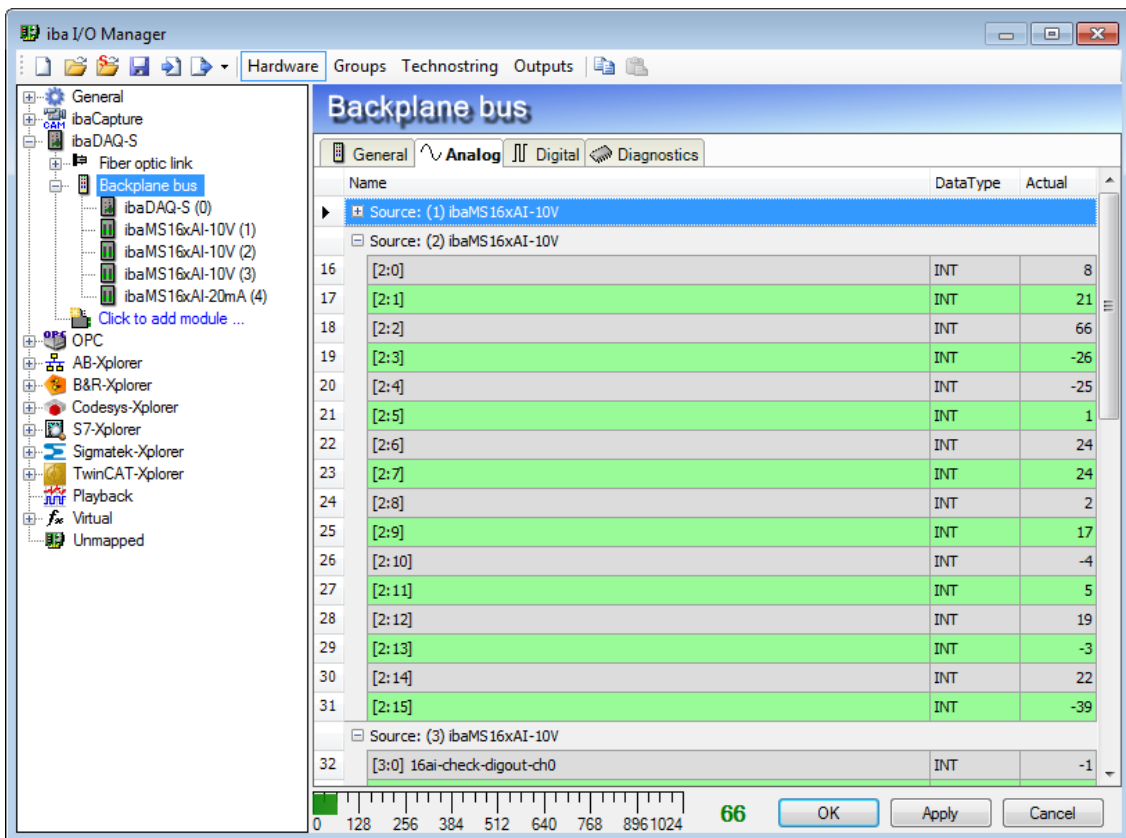 iba I/O Manager
Hardware Groups Technostring Outputs
General
ibaCapture
CAM
ibaDAQ-S
Fiber optic link
Backplane bus
ibaDAQ-S (0)
ibaMS16xAI-10V (1)
ibaMS16xAI-10V (2)
ibaMS16xAI-10V (3)
ibaMS16xAI-20mA (4)
Click to add module ...
OPC
OPC
AB-Xplorer
B&R-Xplorer
Codesys-Xplorer
S7-Xplorer
Sigmatek-Xplorer
TwinCAT-Xplorer
Playback
fx Virtual
Unmapped
Backplane bus
General Analog Digital Diagnostics
Name DataType Actual
Source: (1) ibaMS16xAI-10V
Source: (2) ibaMS16xAI-10V
16 [2:0] INT 8
17 [2:1] INT 21
18 [2:2] INT 66
19 [2:3] INT -26
20 [2:4] INT -25
21 [2:5] INT 1
22 [2:6] INT 24
23 [2:7] INT 24
24 [2:8] INT 2
25 [2:9] INT 17
26 [2:10] INT -4
27 [2:11] INT 5
28 [2:12] INT 19
29 [2:13] INT -3
30 [2:14] INT 22
31 [2:15] INT -39
Source: (3) ibaMS16xAI-10V
32 [3:0] 16ai-check-digout-ch0 INT -1
0 128 256 384 512 640 768 896 1024
66 OK Apply Cancel